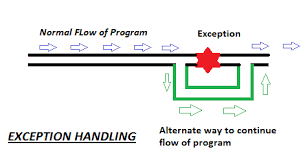 Normal FLow of Program
Exception
EXCEPTION HANDLING
Alternate way to continue
flow of program